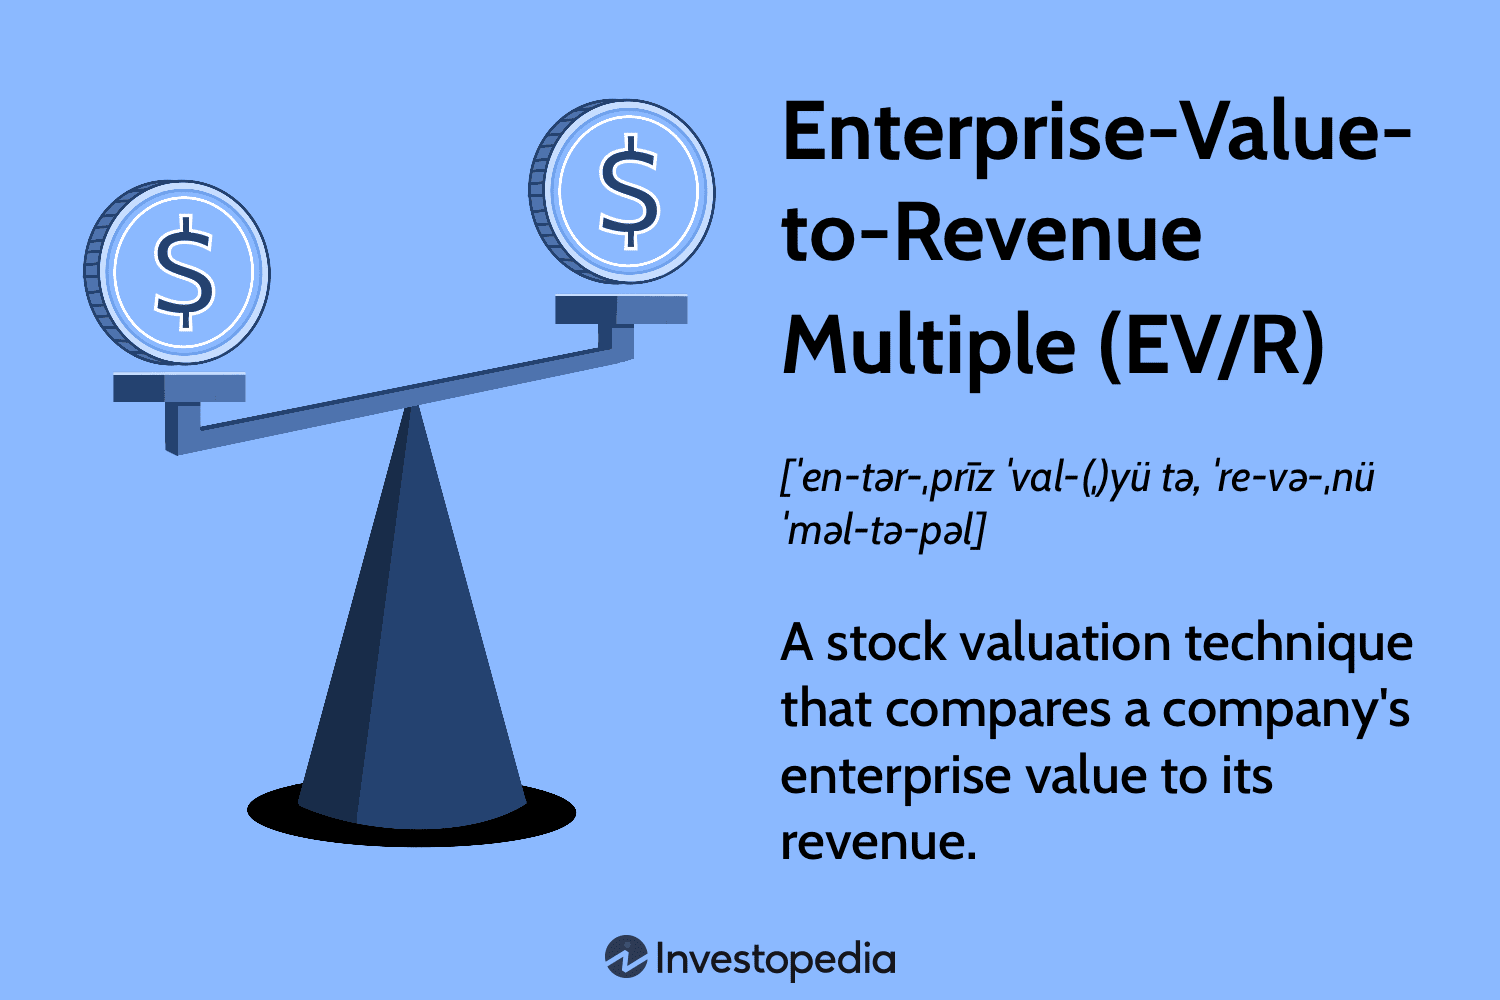 $
$
Enterprise-Value-
to-Revenue
Multiple (EV/R)
[ˈen-tər-ˌprīz ˈval-(ˌ)yü tə, ˈre-və-ˌnü
ˈməl-tə-pəl]
A stock valuation technique
that compares a company's
enterprise value to its
revenue.
Investopedia